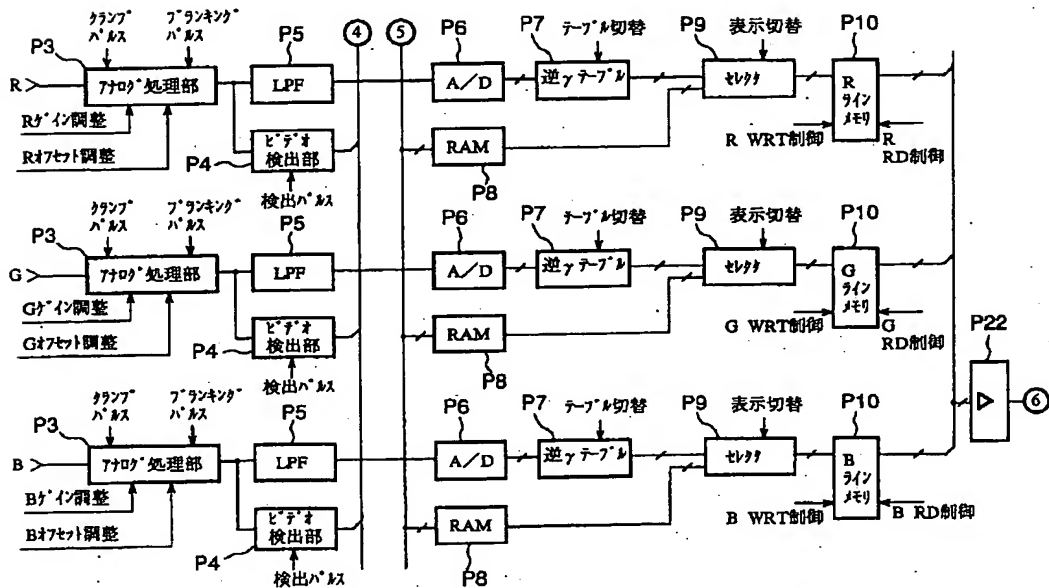 クランプ パルス
ブランキング パルス
P3
R
アナログ処理部
Rゲイン調整
Rオフセット調整
P5
LPF
P4
ビデオ 検出部
検出パルス
④
⑤
P6
A/D
P7
テーブル切替
逆γテーブル
P8
RAM
P9
表示切替
セレクタ
P10
R ライン メモリ
R WRT制御
R RD制御
クランプ パルス
ブランキング パルス
P3
G
アナログ処理部
Gゲイン調整
Gオフセット調整
P5
LPF
P4
ビデオ 検出部
検出パルス
P6
A/D
P7
テーブル切替
逆γテーブル
P8
RAM
P9
表示切替
セレクタ
P10
G ライン メモリ
G WRT制御
G RD制御
P22
⑥
クランプ パルス
ブランキング パルス
P3
B
アナログ処理部
Bゲイン調整
Bオフセット調整
P5
LPF
P4
ビデオ 検出部
検出パルス
P6
A/D
P7
テーブル切替
逆γテーブル
P8
RAM
P9
表示切替
セレクタ
P10
B ライン メモリ
B WRT制御
B RD制御